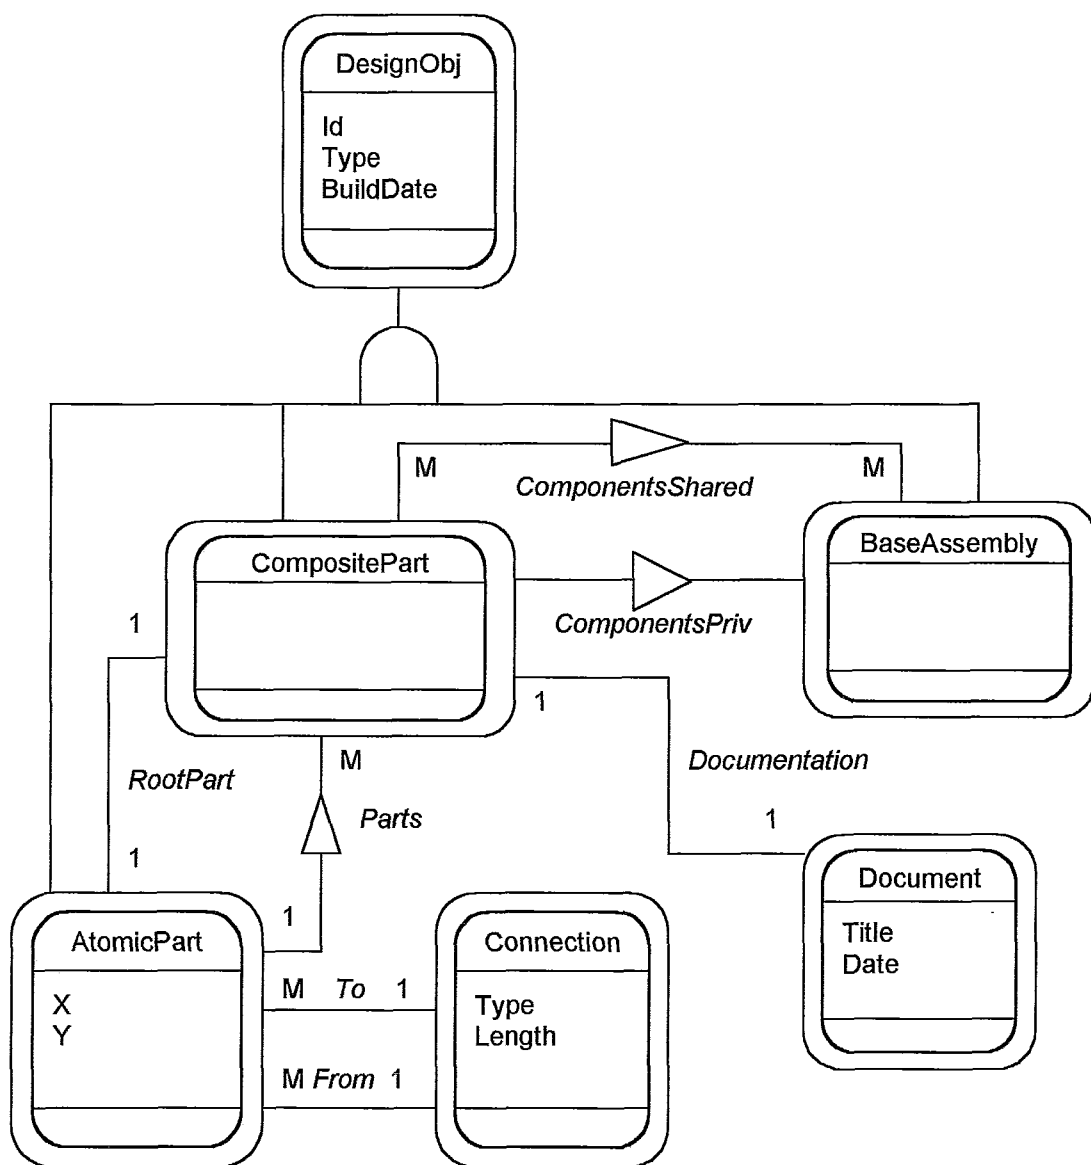 DesignObj
Id
Type
BuildDate
M
M
ComponentsShared
CompositePart
BaseAssembly
ComponentsPriv
1
1
M
Documentation
RootPart
Parts
1
1
1
Document
AtomicPart
Connection
Title
Date
M To 1
X
Y
Type
Length
M From 1